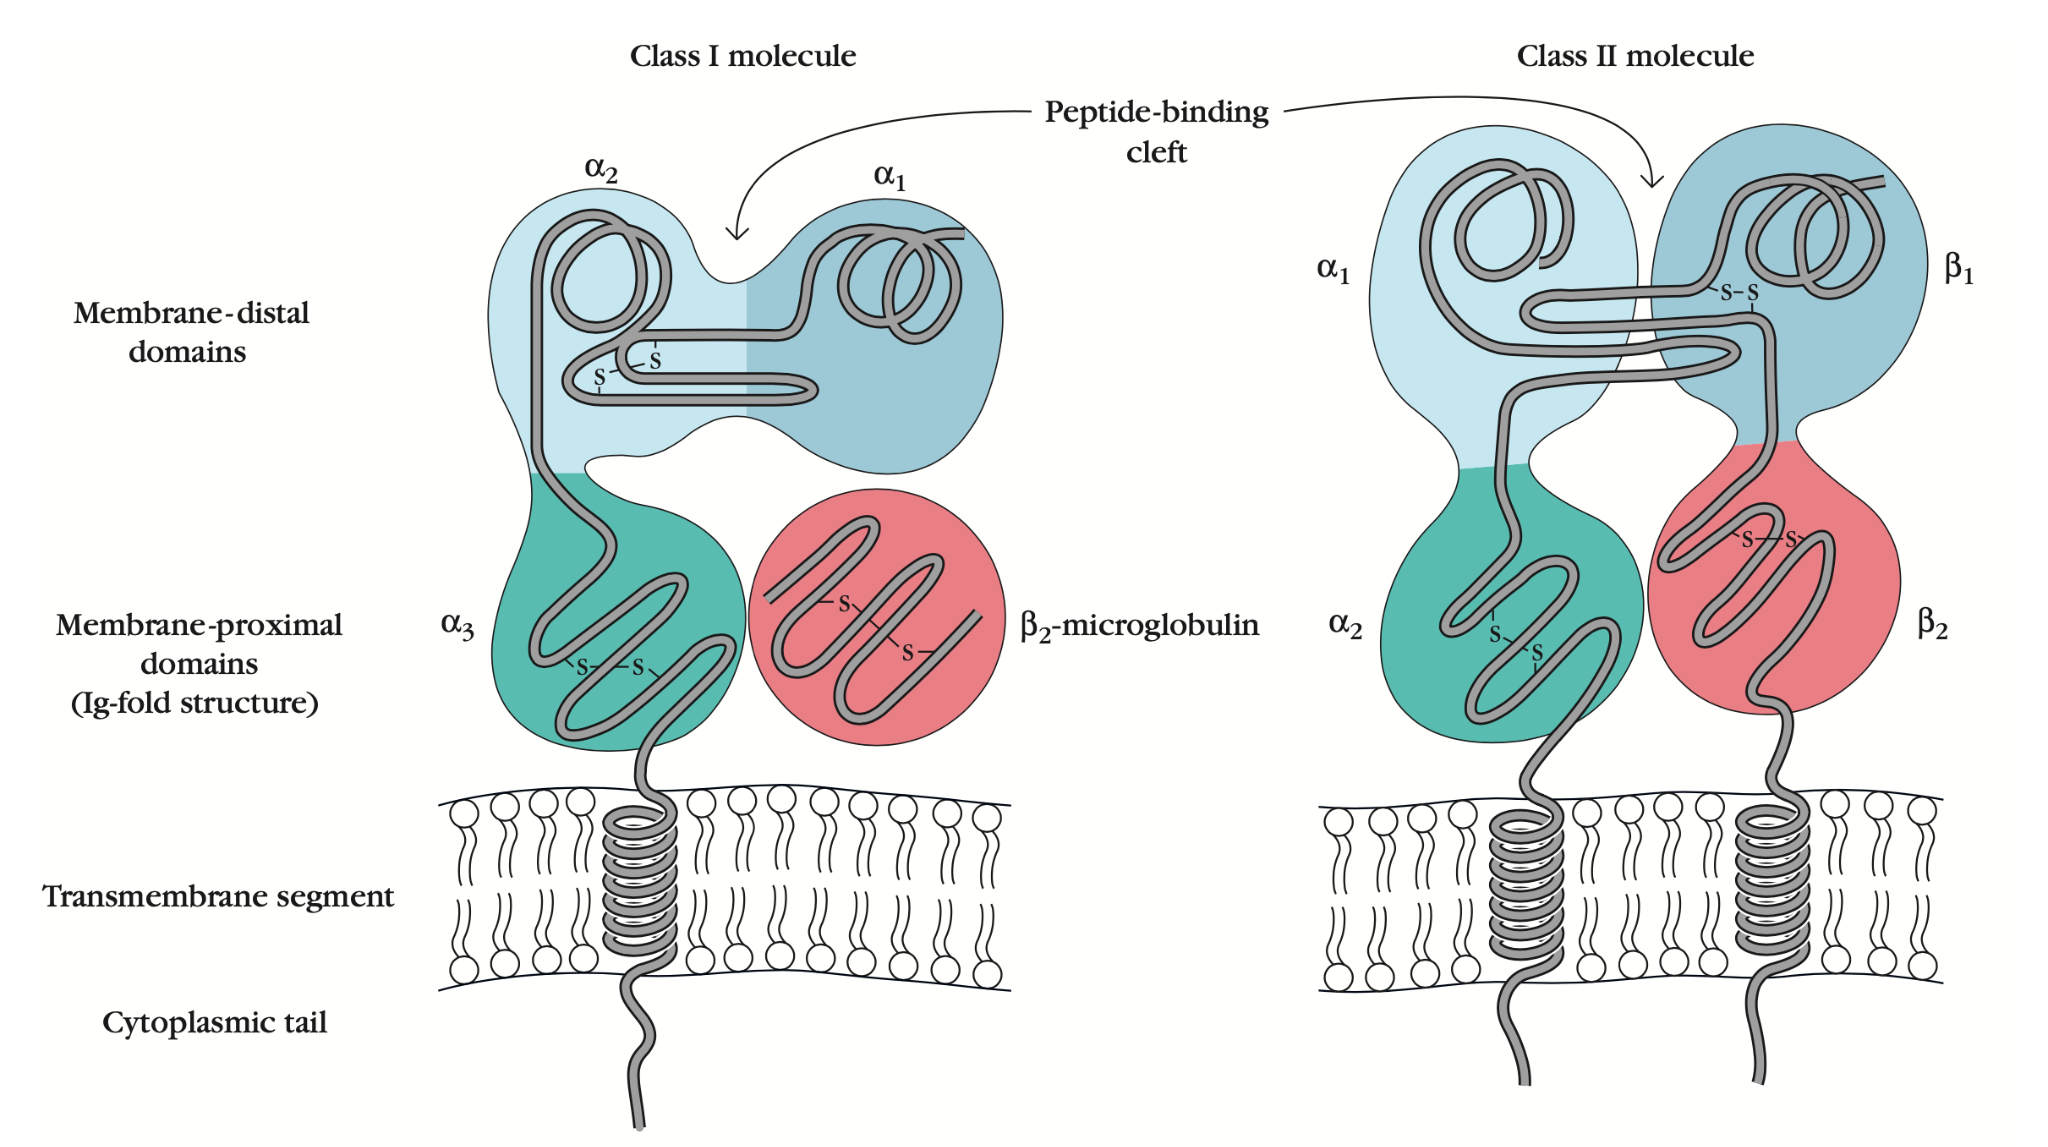 Class I molecule
Class II molecule
Peptide-binding
cleft
α₂
α₁
α₁
β₁
S
S
S-S
Membrane-distal
domains
Membrane-proximal
domains
(Ig-fold structure)
α₃
S S
S
S
β₂-microglobulin
α₂
S
S
S S
β₂
Transmembrane segment
Cytoplasmic tail